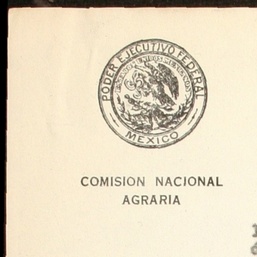 PODER EJECUTIVO FEDERAL
ESTADOS UNIDOS MEXICANOS
MEXICO
COMISION NACIONAL
AGRARIA